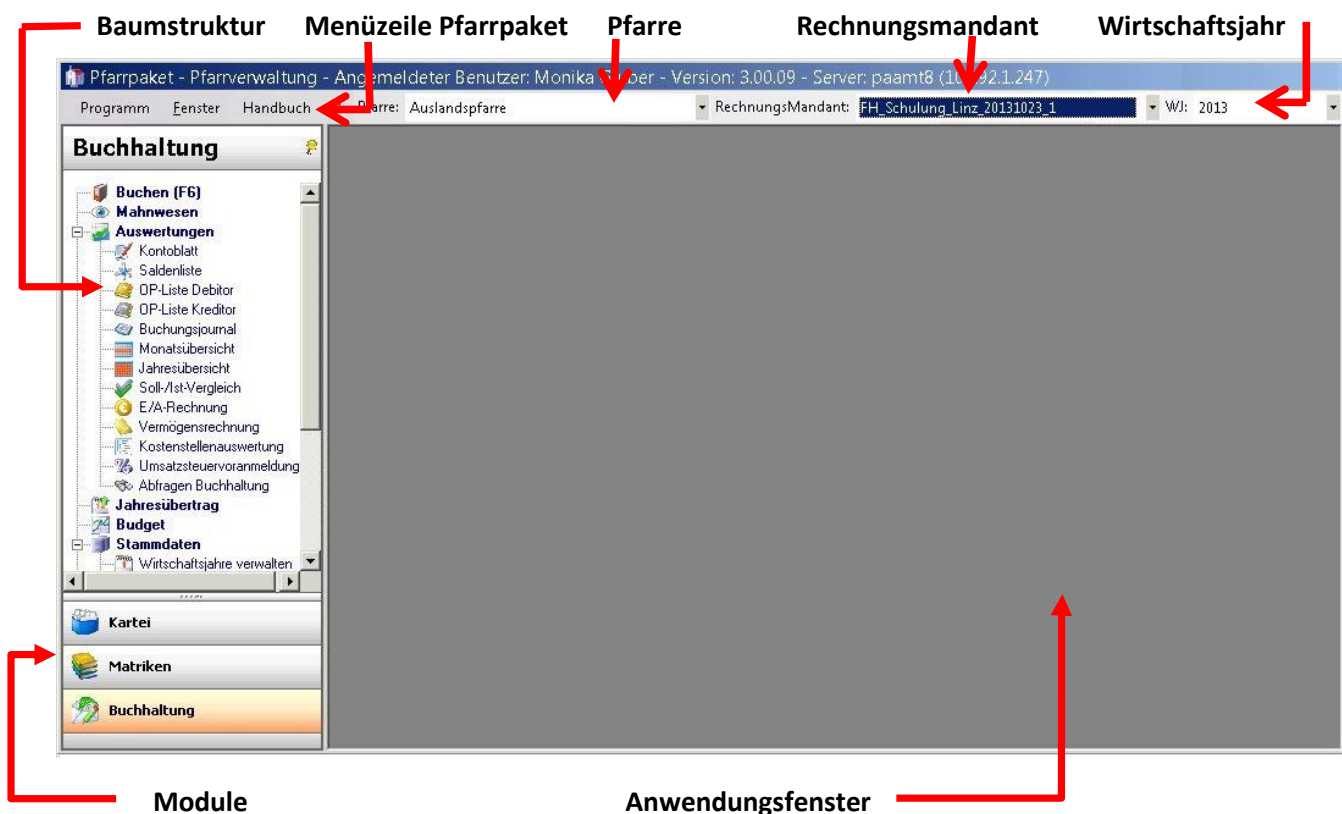 Baumstruktur Menüzeile Pfarrpaket Pfarre Rechnungsmandant Wirtschaftsjahr
Pfarrpaket - Pfarrverwaltung - Angemeldeter Benutzer: Monika - Version: 3.00.09 - Server: paamt8
Programm Fenster Handbuch Pfarre: Auslandspfarre RechnungsMandant: FH_Schulung_Linz_20131023_1 WJ: 2013
Buchhaltung
Buchen (F6)
Mahnwesen
Auswertungen
Kontoblatt
Saldenliste
OP-Liste Debitor
OP-Liste Kreditor
Buchungsjournal
Monatsübersicht
Jahresübersicht
Soll-/Ist-Vergleich
E/A-Rechnung
Vermögensrechnung
Kostenstellenauswertung
Umsatzsteuervoranmeldung
Abfragen Buchhaltung
Jahresübertrag
Budget
Stammdaten
Wirtschaftsjahre verwalten
Kartei
Matriken
Buchhaltung
Module Anwendungsfenster